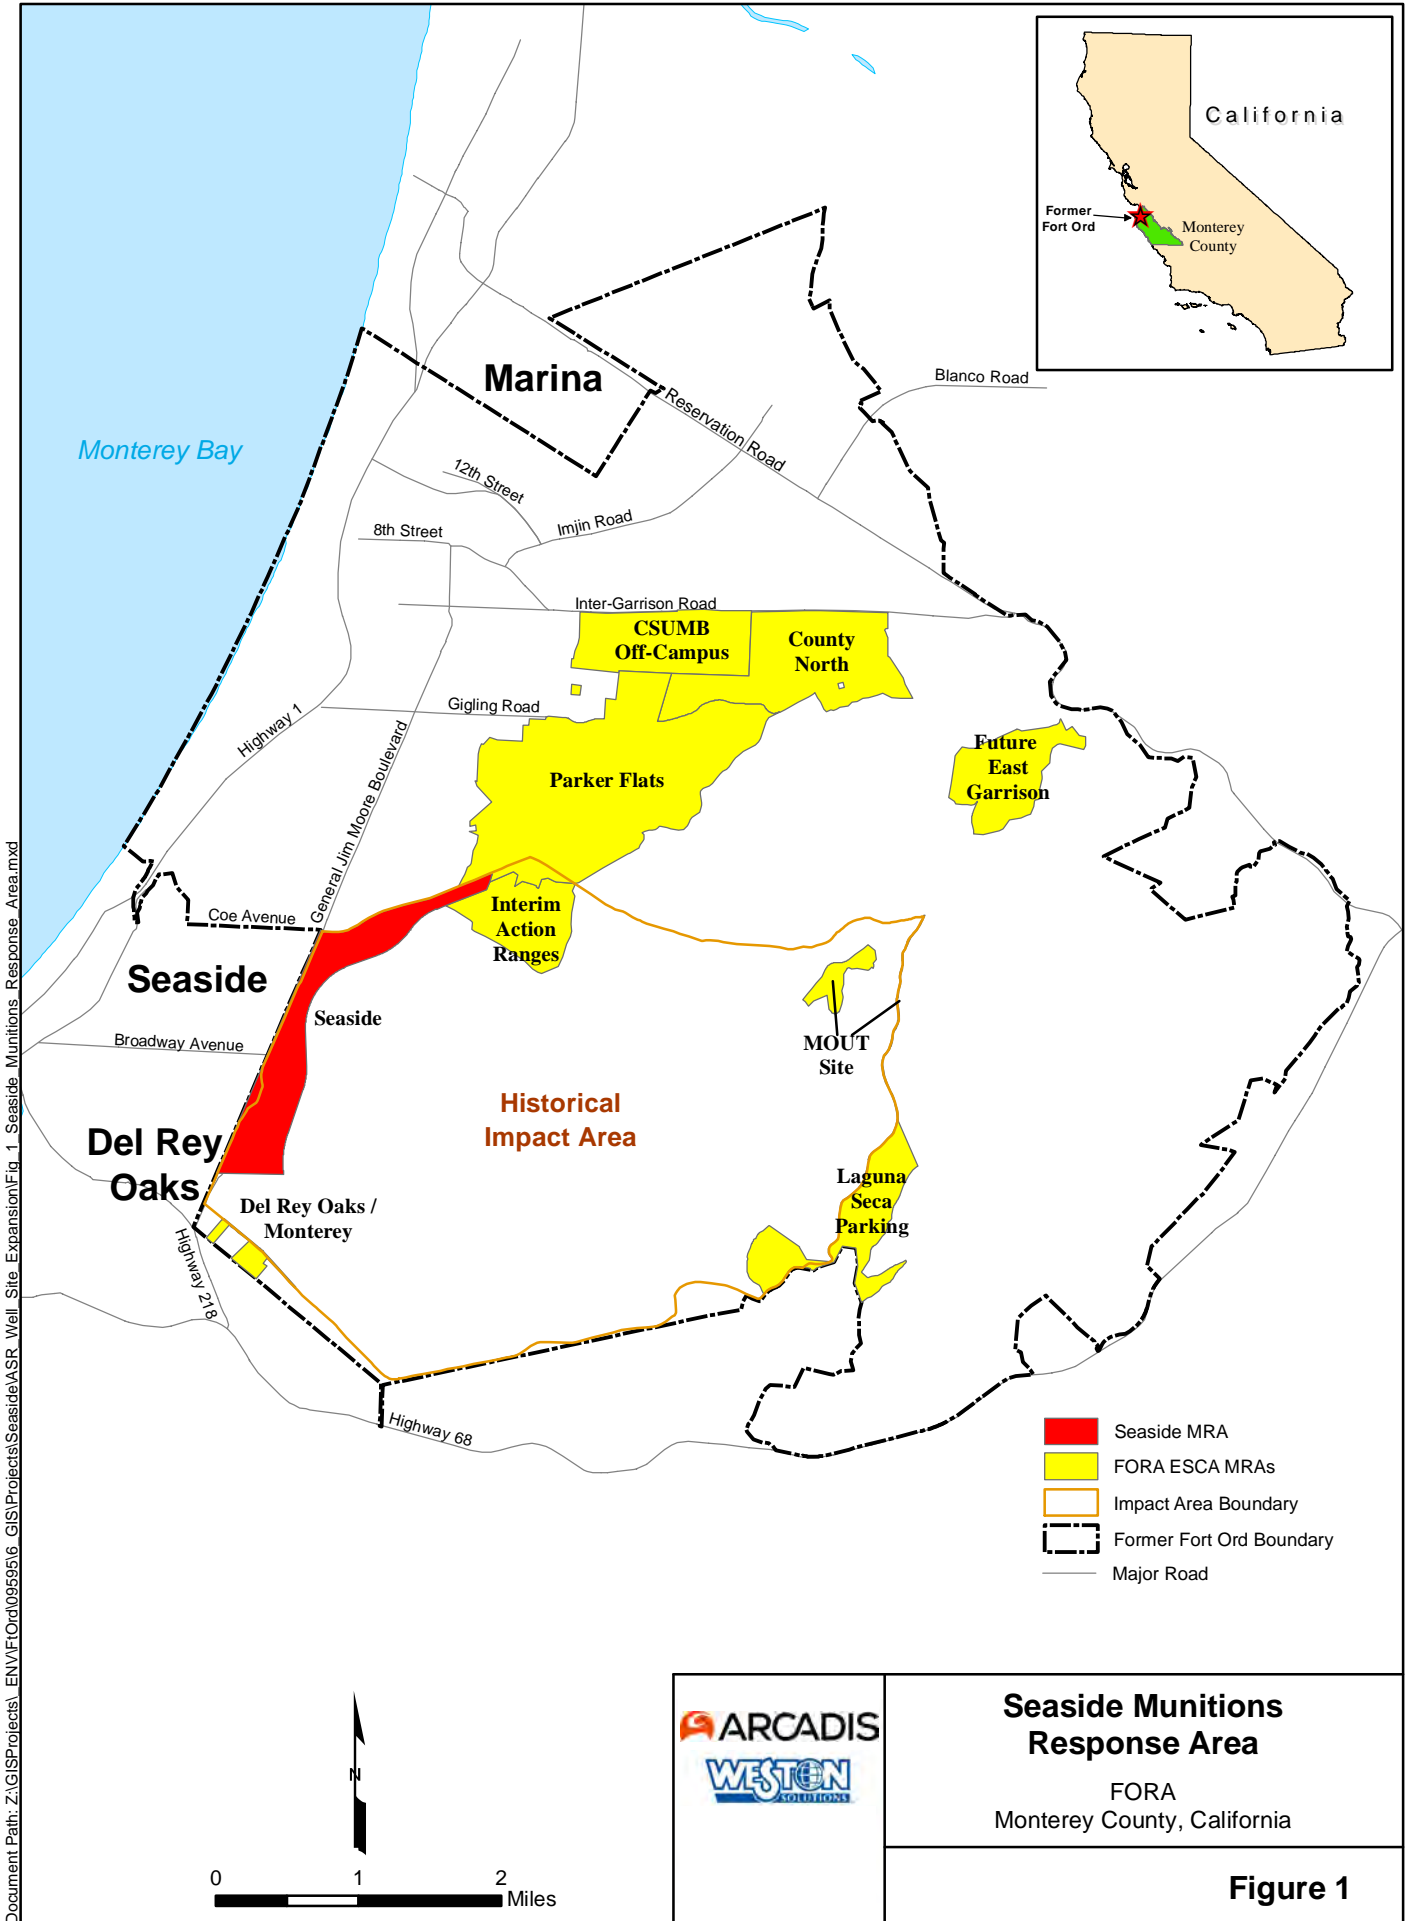 California
Former
Fort Ord
Monterey
County
Marina
Monterey Bay
Blanco Road
Reservation Road
12th Street
Imjin Road
8th Street
Inter-Garrison Road
CSUMB
Off-Campus
County
North
Gigling Road
Highway 1
General Jim Moore Boulevard
Parker Flats
Future
East
Garrison
Coe Avenue
Interim
Action
Ranges
Seaside
Seaside
Broadway Avenue
MOUT
Site
Historical
Impact Area
Del Rey
Oaks
Del Rey Oaks /
Monterey
Laguna
Seca
Parking
Highway 218
Highway 68
Seaside MRA
FORA ESCA MRAs
Impact Area Boundary
Former Fort Ord Boundary
Major Road
N
0 1 2
Miles
ARCADIS
WESTON
SOLUTIONS
Seaside Munitions
Response Area
FORA
Monterey County, California
Figure 1
Document Path: Z:\GISProjects\_ENV\FtOrd\09595\6_GIS\Projects\Seaside\ASR_Well_Site_Expansion\Fig_1_Seaside_Munitions_Response_Area.mxd